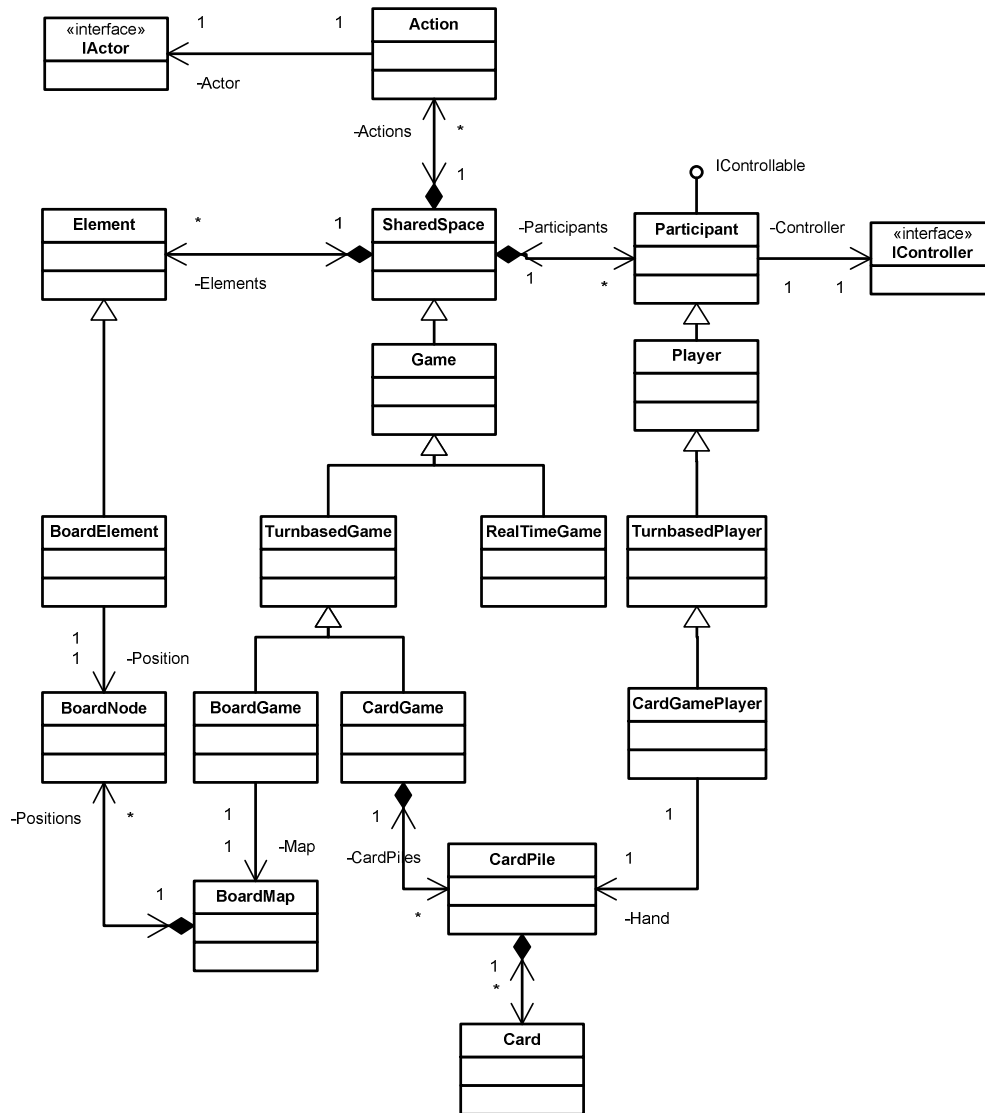 1
1
Action
«interface»
IActor
-Actor
-Actions
*
1
IControllable
Element
*
1
SharedSpace
-Participants
Participant
-Controller
«interface»
IController
-Elements
1
*
1
1
Game
Player
BoardElement
TurnbasedGame
RealTimeGame
TurnbasedPlayer
1
1
-Position
BoardNode
BoardGame
CardGame
CardGamePlayer
-Positions
*
1
1
-Map
1
-CardPiles
*
1
1
-Hand
CardPile
1
BoardMap
1
*
Card